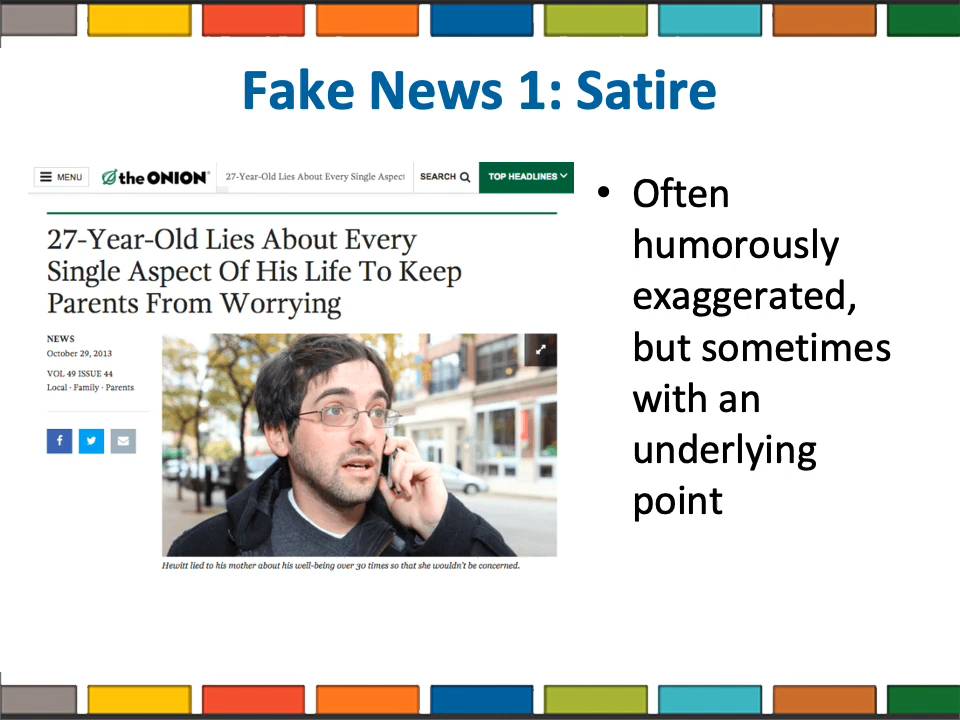 Fake News 1: Satire
MENU
the ONION
27-Year-Old Lies About Every Single Aspect
SEARCH
TOP HEADLINES
27-Year-Old Lies About Every
Single Aspect Of His Life To Keep
Parents From Worrying
NEWS
October 29, 2013
VOL 49 ISSUE 44
Local · Family · Parents
Hewitt lied to his mother about his well-being over 30 times so that she wouldn't be concerned.
• Often
humorously
exaggerated,
but sometimes
with an
underlying
point